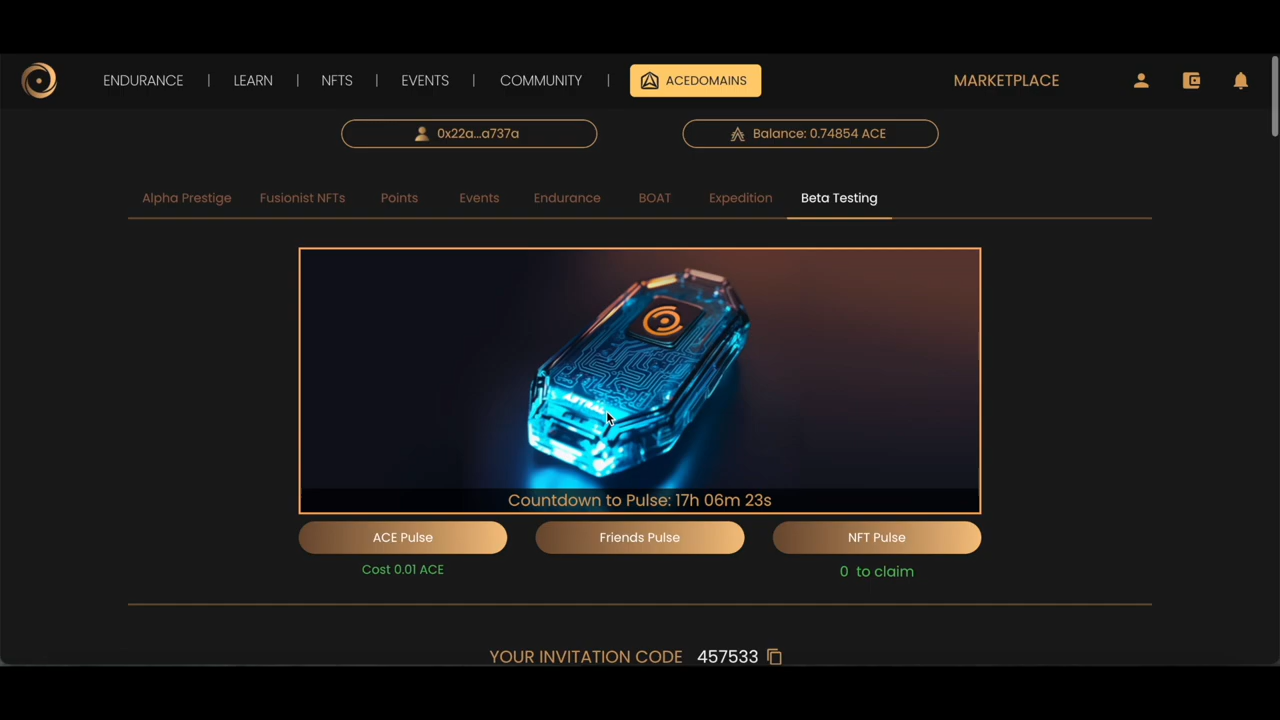 ENDURANCE | LEARN | NFTS | EVENTS | COMMUNITY | ACEDOMAINS MARKETPLACE
0x22a...a737a Balance: 0.74854 ACE
Alpha Prestige Fusionist NFTs Points Events Endurance BOAT Expedition Beta Testing
ASTRAL
Countdown to Pulse: 17h 06m 23s
ACE Pulse Friends Pulse NFT Pulse
Cost 0.01 ACE 0 to claim
YOUR INVITATION CODE 457533